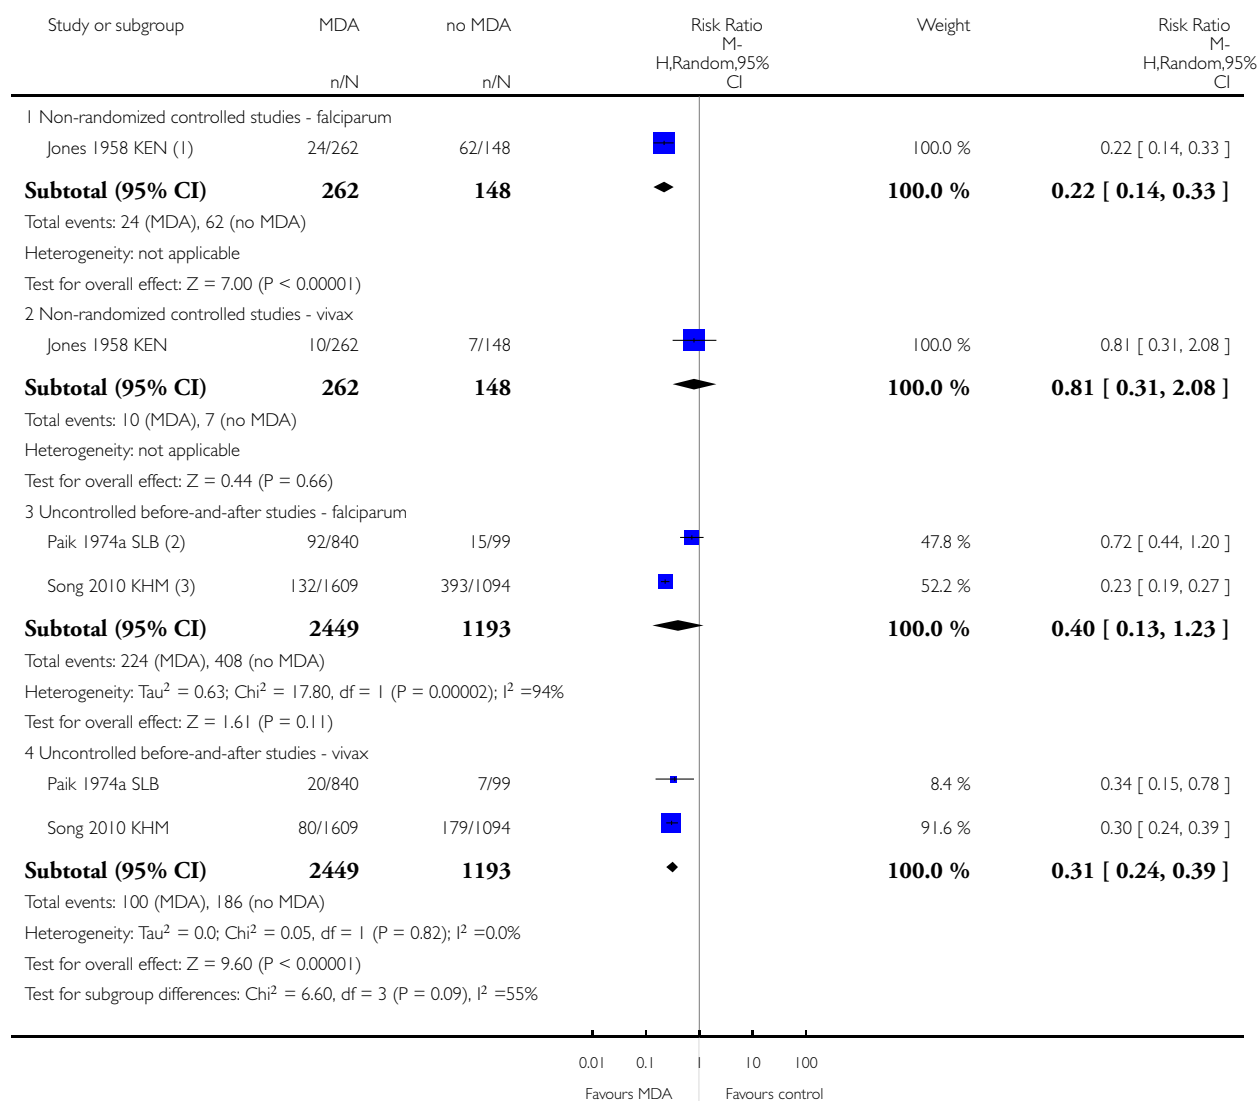 Study or subgroup MDA no MDA Risk Ratio Weight Risk Ratio
M- M-
H,Random,95% H,Random,95%
n/N n/N CI CI
1 Non-randomized controlled studies - falciparum
Jones 1958 KEN (1) 24/262 62/148 100.0 % 0.22 [ 0.14, 0.33 ]
Subtotal (95% CI) 262 148 100.0 % 0.22 [ 0.14, 0.33 ]
Total events: 24 (MDA), 62 (no MDA)
Heterogeneity: not applicable
Test for overall effect: Z = 7.00 (P < 0.00001)
2 Non-randomized controlled studies - vivax
Jones 1958 KEN 10/262 7/148 100.0 % 0.81 [ 0.31, 2.08 ]
Subtotal (95% CI) 262 148 100.0 % 0.81 [ 0.31, 2.08 ]
Total events: 10 (MDA), 7 (no MDA)
Heterogeneity: not applicable
Test for overall effect: Z = 0.44 (P = 0.66)
3 Uncontrolled before-and-after studies - falciparum
Paik 1974a SLB (2) 92/840 15/99 47.8 % 0.72 [ 0.44, 1.20 ]
Song 2010 KHM (3) 132/1609 393/1094 52.2 % 0.23 [ 0.19, 0.27 ]
Subtotal (95% CI) 2449 1193 100.0 % 0.40 [ 0.13, 1.23 ]
Total events: 224 (MDA), 408 (no MDA)
Heterogeneity: Tau² = 0.63; Chi² = 17.80, df = 1 (P = 0.00002); I² =94%
Test for overall effect: Z = 1.61 (P = 0.11)
4 Uncontrolled before-and-after studies - vivax
Paik 1974a SLB 20/840 7/99 8.4 % 0.34 [ 0.15, 0.78 ]
Song 2010 KHM 80/1609 179/1094 91.6 % 0.30 [ 0.24, 0.39 ]
Subtotal (95% CI) 2449 1193 100.0 % 0.31 [ 0.24, 0.39 ]
Total events: 100 (MDA), 186 (no MDA)
Heterogeneity: Tau² = 0.0; Chi² = 0.05, df = 1 (P = 0.82); I² =0.0%
Test for overall effect: Z = 9.60 (P < 0.00001)
Test for subgroup differences: Chi² = 6.60, df = 3 (P = 0.09), I² =55%
0.01 0.1 1 10 100
Favours MDA Favours control